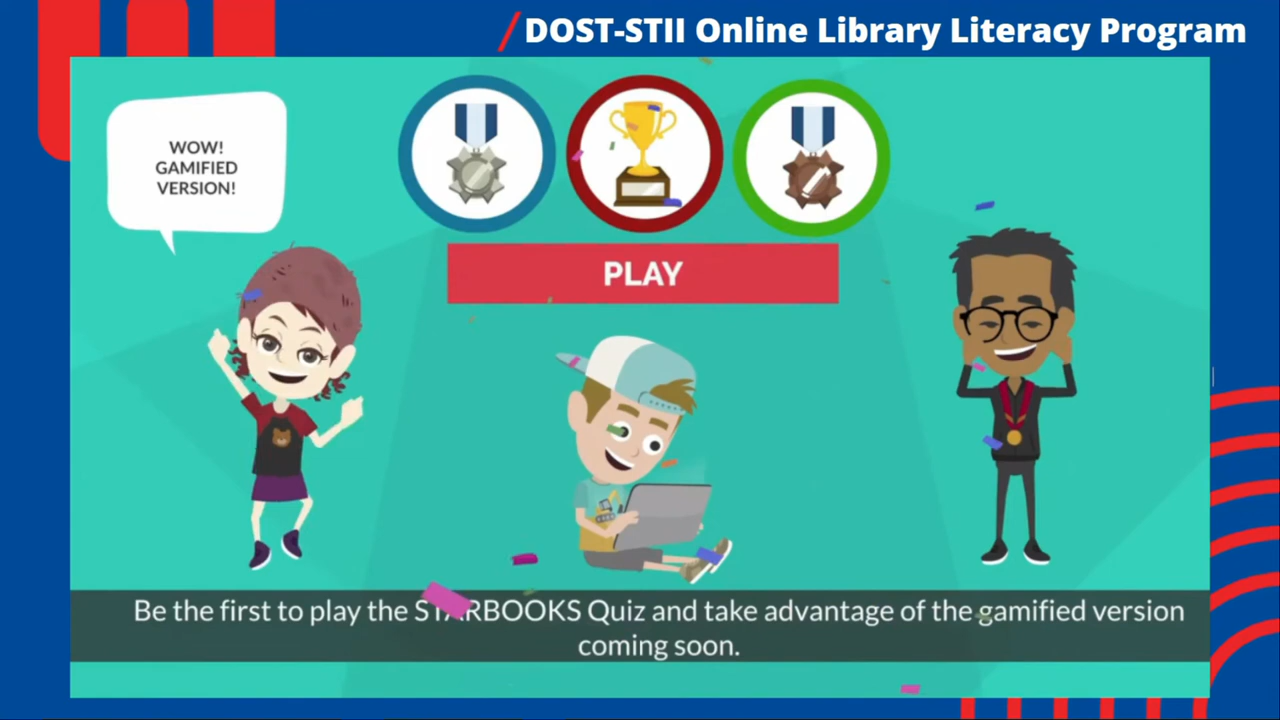 DOST-STII Online Library Literacy Program
WOW!
GAMIFIED
VERSION!
PLAY
Be the first to play the STARBOOKS Quiz and take advantage of the gamified version
coming soon.